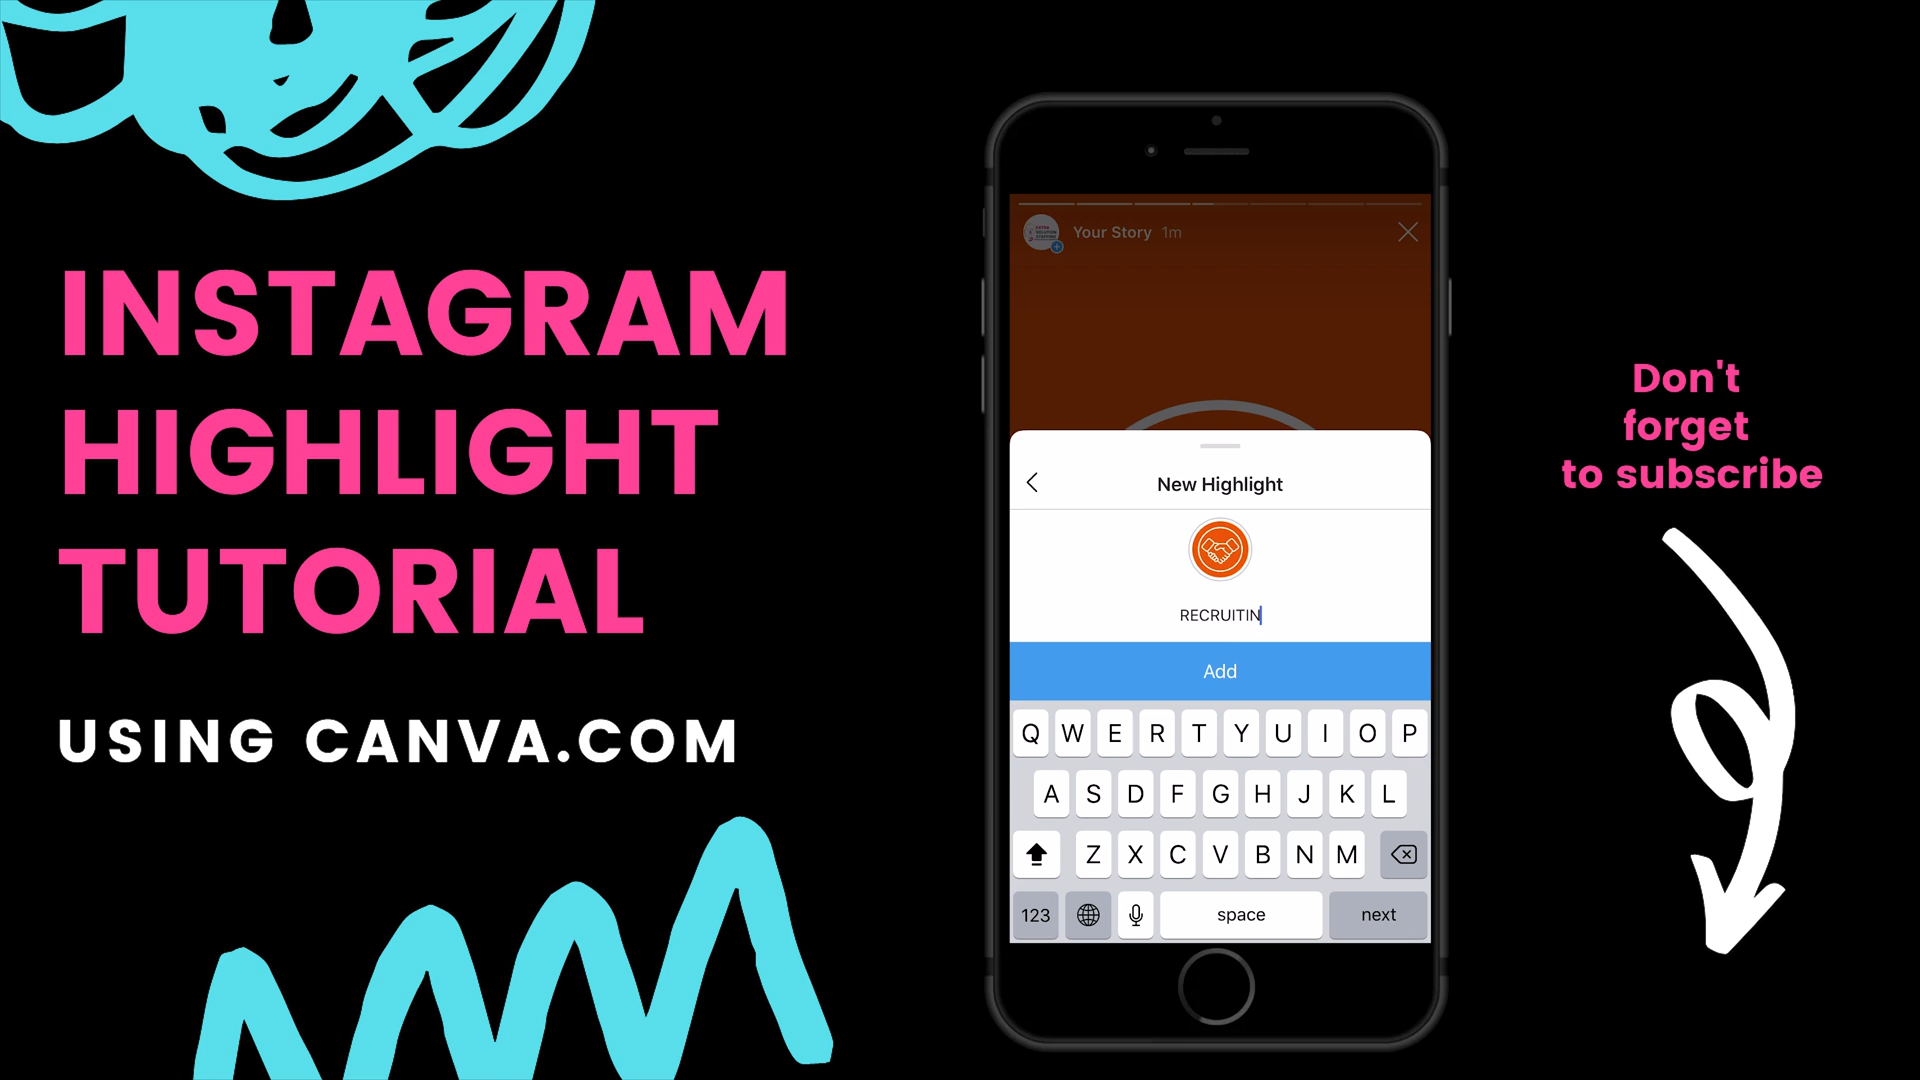 INSTAGRAM
HIGHLIGHT
TUTORIAL
USING CANVA.COM
Your Story 1m
New Highlight
RECRUITIN
Add
Q W E R T Y U I O P
A S D F G H J K L
Z X C V B N M
123 space next
Don't
forget
to subscribe